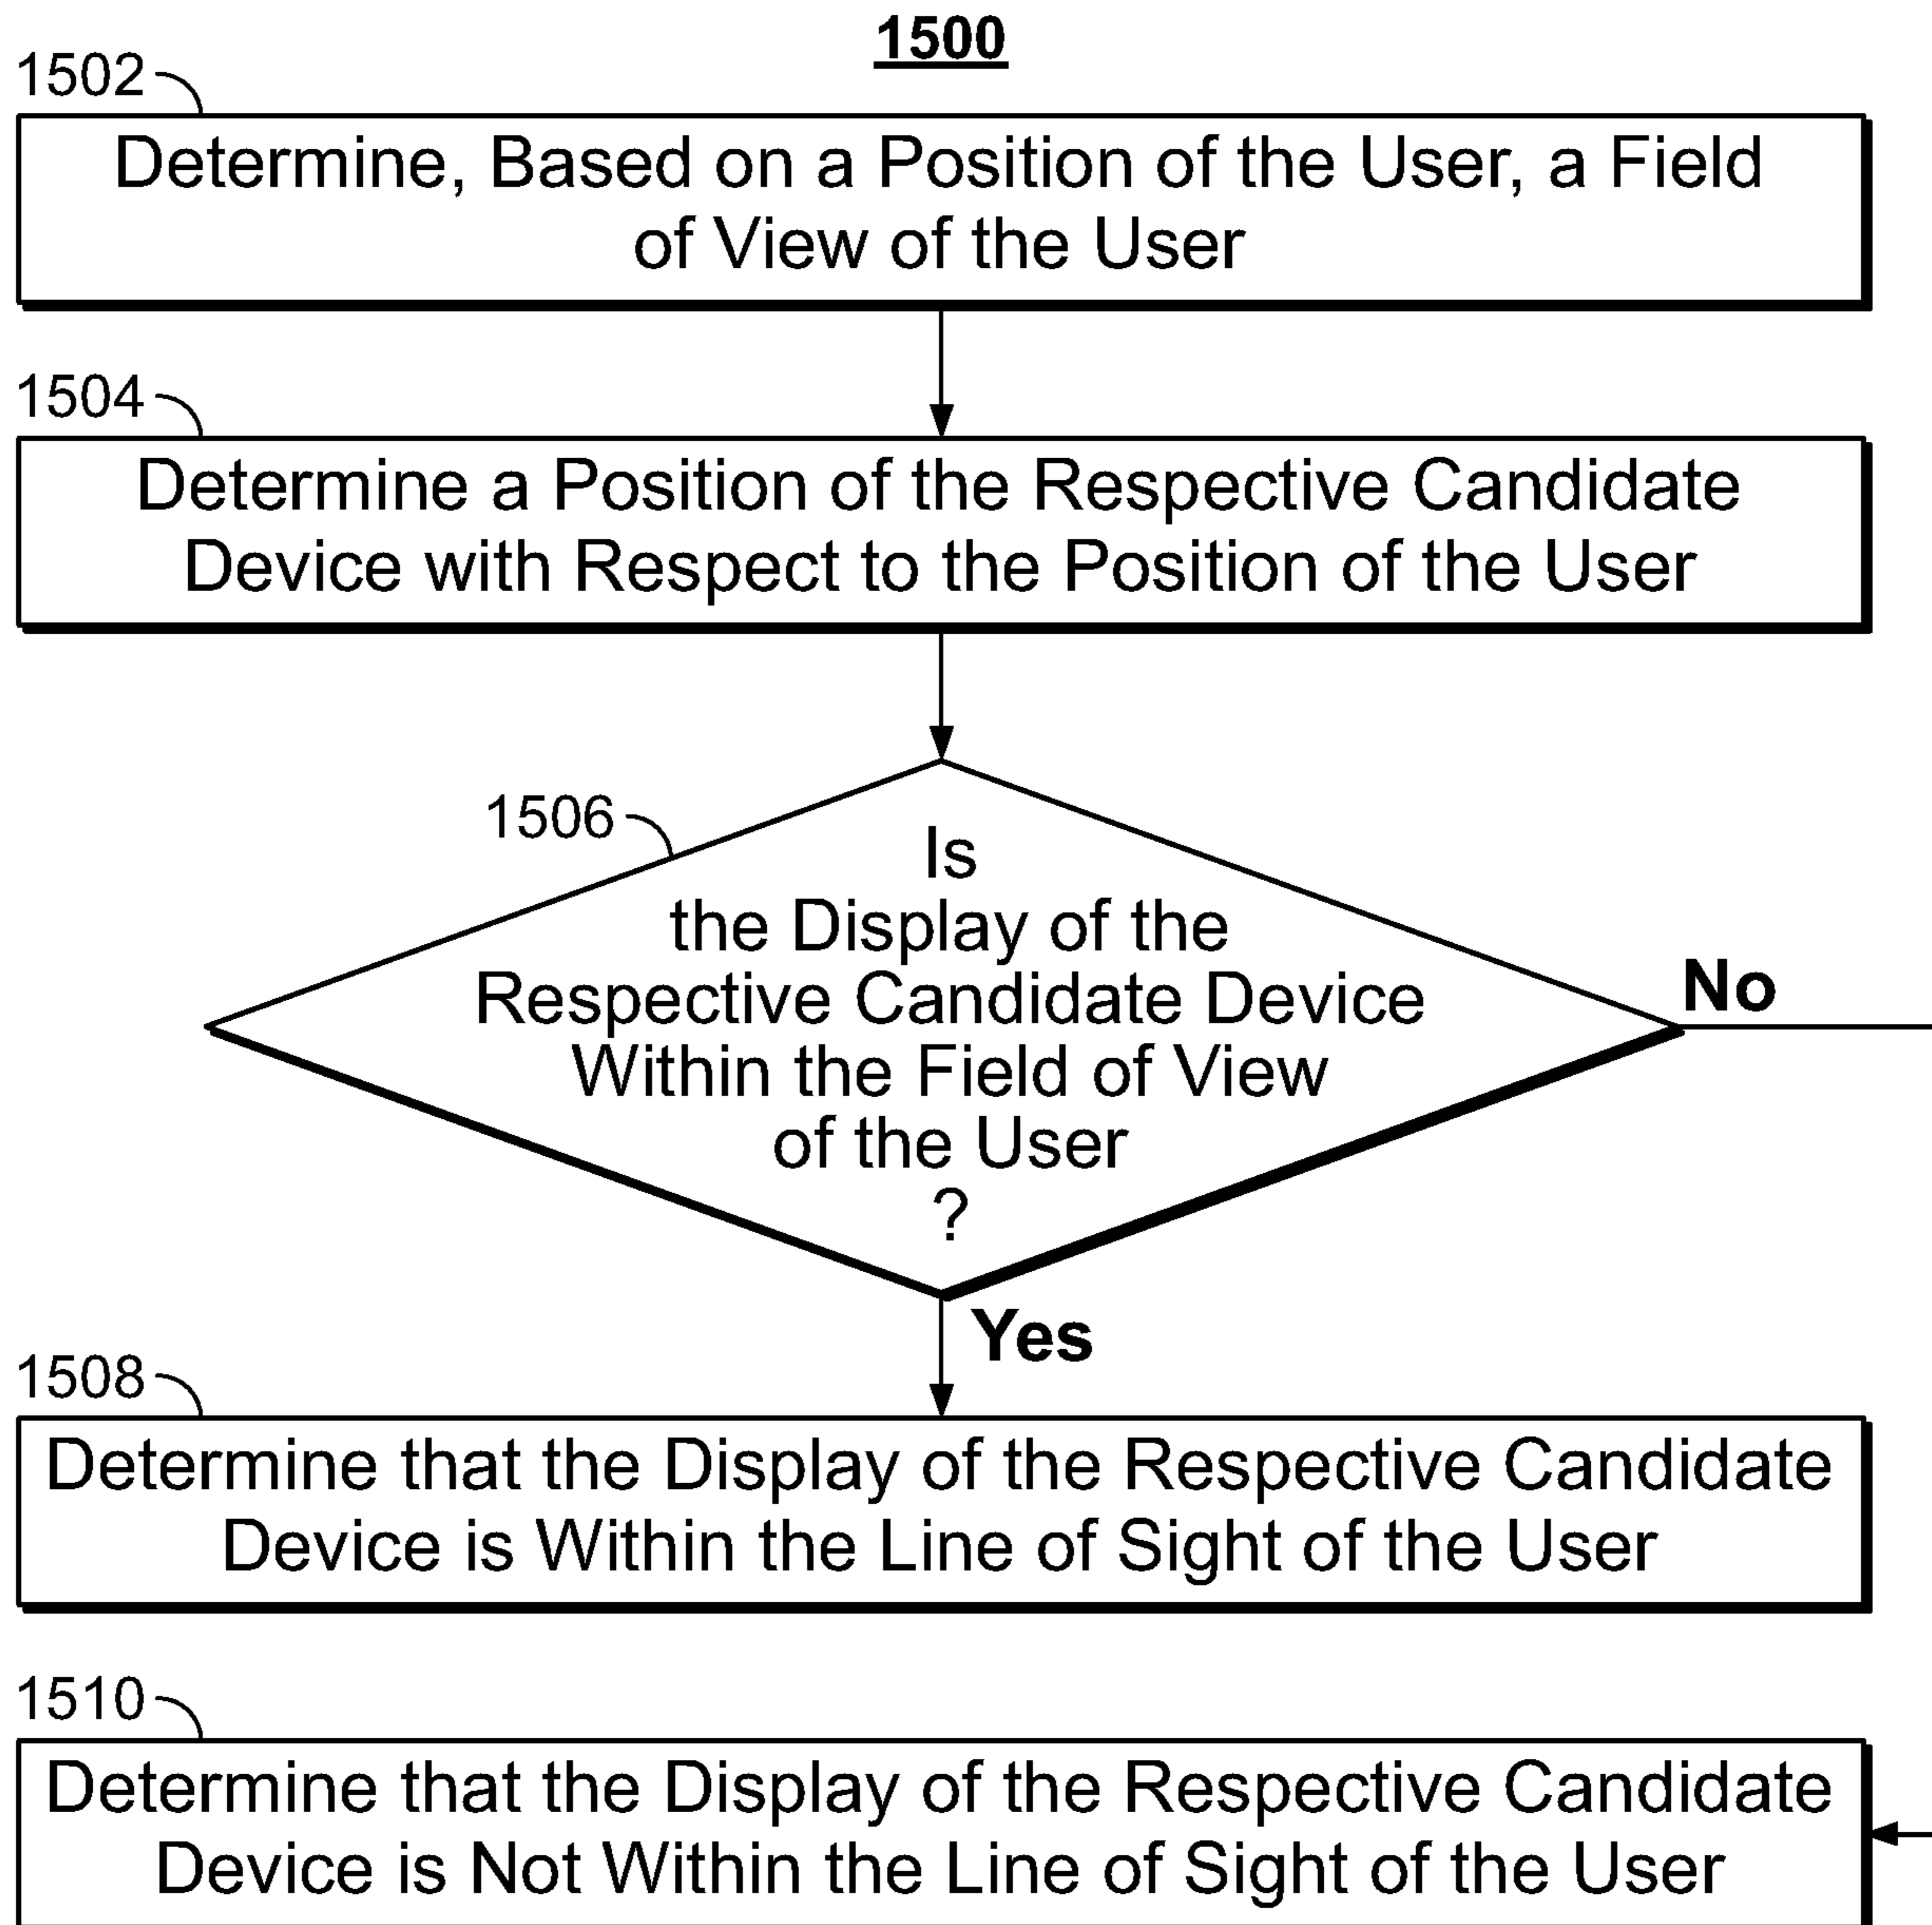 1500
1502
Determine, Based on a Position of the User, a Field
of View of the User
1504
Determine a Position of the Respective Candidate
Device with Respect to the Position of the User
1506
Is
the Display of the
Respective Candidate Device
Within the Field of View
of the User
?
No
Yes
1508
Determine that the Display of the Respective Candidate
Device is Within the Line of Sight of the User
1510
Determine that the Display of the Respective Candidate
Device is Not Within the Line of Sight of the User